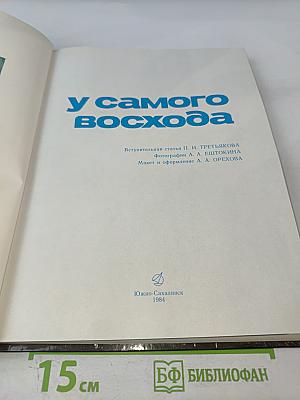 у самого
восхода
Вступительная статья П. И. ТРЕТЬЯКОВА
Фотографии А. А. ЕШТОКИНА
Макет и оформление А. А. ОРЕХОВА
Южно-Сахалинск
1984
15 см
БФ БИБЛИОФАН